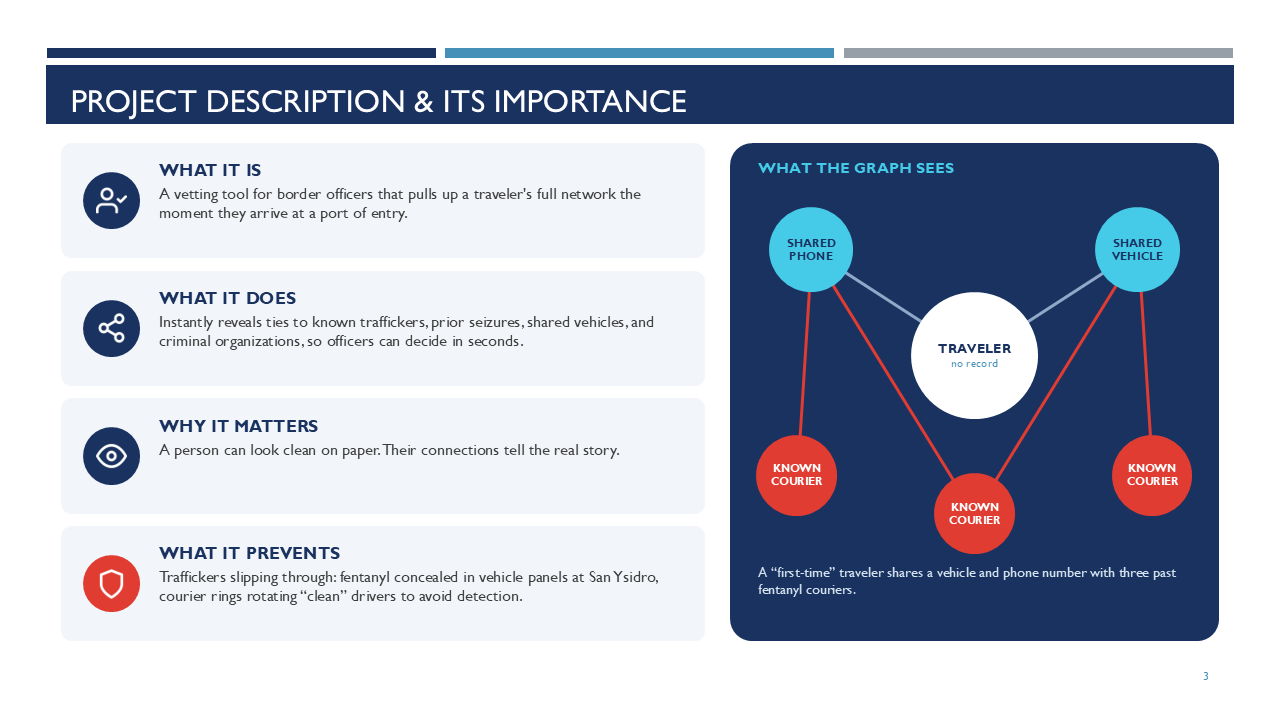 PROJECT DESCRIPTION & ITS IMPORTANCE
WHAT IT IS
A vetting tool for border officers that pulls up a traveler's full network the
moment they arrive at a port of entry.
WHAT IT DOES
Instantly reveals ties to known traffickers, prior seizures, shared vehicles, and
criminal organizations, so officers can decide in seconds.
WHY IT MATTERS
A person can look clean on paper. Their connections tell the real story.
WHAT IT PREVENTS
Traffickers slipping through: fentanyl concealed in vehicle panels at San Ysidro,
courier rings rotating “clean” drivers to avoid detection.
WHAT THE GRAPH SEES
SHARED
PHONE
SHARED
VEHICLE
TRAVELER
no record
KNOWN
COURIER
KNOWN
COURIER
KNOWN
COURIER
A “first-time” traveler shares a vehicle and phone number with three past
fentanyl couriers.
3